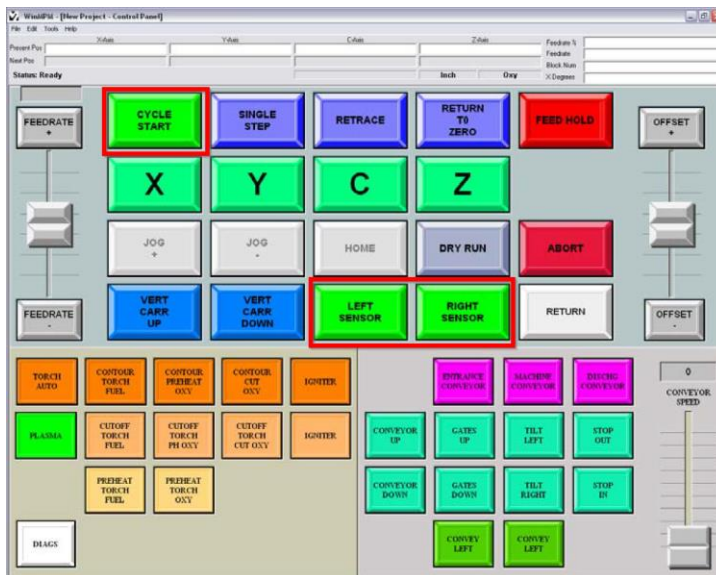 File Edit Tools Help
X-Axis Y-Axis C-Axis Z-Axis Feedrate %
Present Pos
Feedrate
Next Pos
Block Num
Status: Ready Inch Oxy X Degrees
FEEDRATE
+
CYCLE
START
SINGLE
STEP
RETRACE
RETURN
TO
ZERO
FEED HOLD
OFFSET
+
X Y C Z
JOG
+
JOG
-
HOME
DRY RUN
ABORT
FEEDRATE
-
VERT
CARR
UP
VERT
CARR
DOWN
LEFT
SENSOR
RIGHT
SENSOR
RETURN
OFFSET
-
TORCH
AUTO
CONTOUR
TORCH
FUEL
CONTOUR
PREHEAT
OXY
CONTOUR
CUT
OXY
IGNITER
ENTRANCE
CONVEYOR
MACHINE
CONVEYOR
DISCHG
CONVEYOR
0
CONVEYOR
SPEED
PLASMA
CUTOFF
TORCH
FUEL
CUTOFF
TORCH
PH OXY
CUTOFF
TORCH
CUT OXY
IGNITER
CONVEYOR
UP
GATES
UP
TILT
LEFT
STOP
OUT
PREHEAT
TORCH
FUEL
PREHEAT
TORCH
OXY
CONVEYOR
DOWN
GATES
DOWN
TILT
RIGHT
STOP
IN
DIAGS
CONVEY
LEFT
CONVEY
LEFT